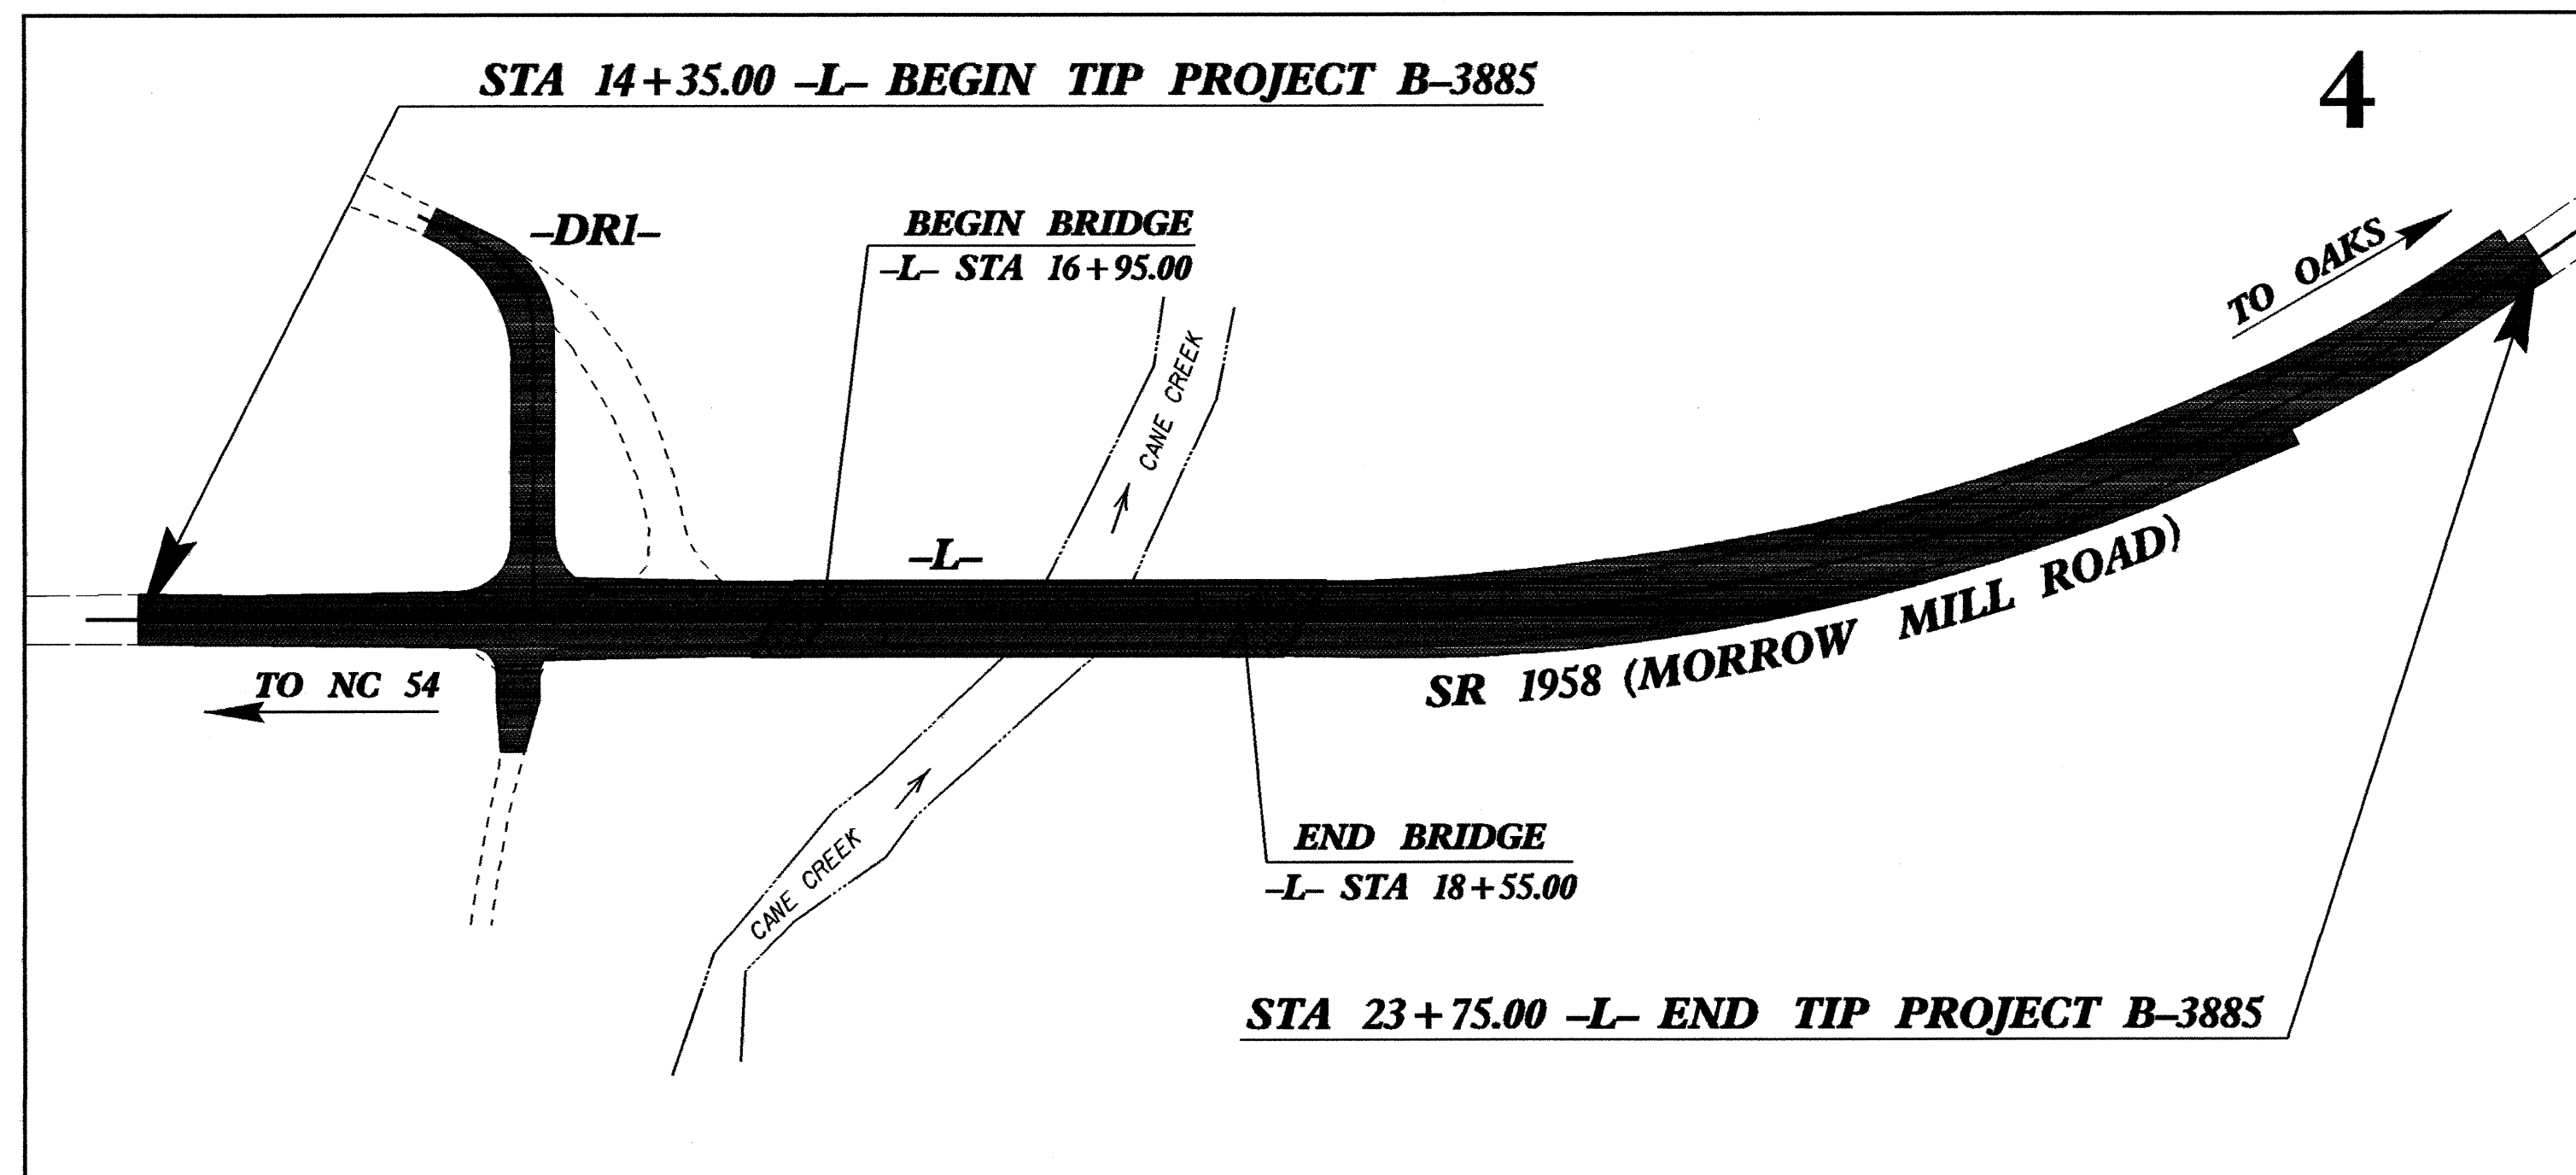 STA 14+35.00 -L- BEGIN TIP PROJECT B-3885
4
-DR1-
BEGIN BRIDGE
-L- STA 16+95.00
TO OAKS
CANE CREEK
-L-
SR 1958 (MORROW MILL ROAD)
TO NC 54
END BRIDGE
-L- STA 18+55.00
CANE CREEK
STA 23+75.00 -L- END TIP PROJECT B-3885